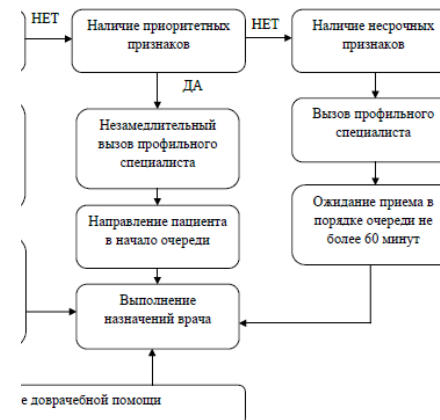 НЕТ
Наличие приоритетных
признаков
НЕТ
Наличие несрочных
признаков
ДА
Незамедлительный
вызов профильного
специалиста
Вызов профильного
специалиста
Направление пациента
в начало очереди
Ожидание приема в
порядке очереди не
более 60 минут
Выполнение
назначений врача
е доврачебной помощи